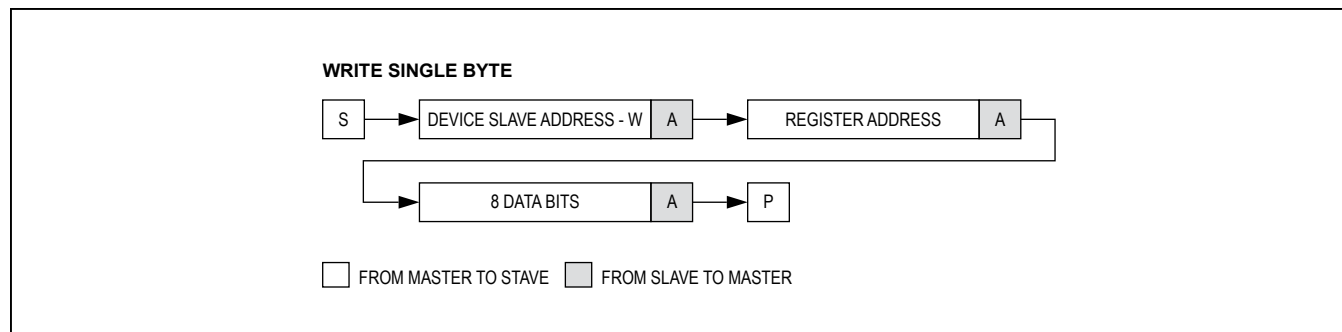 WRITE SINGLE BYTE
S DEVICE SLAVE ADDRESS - W A REGISTER ADDRESS A
8 DATA BITS A P
FROM MASTER TO STAVE FROM SLAVE TO MASTER